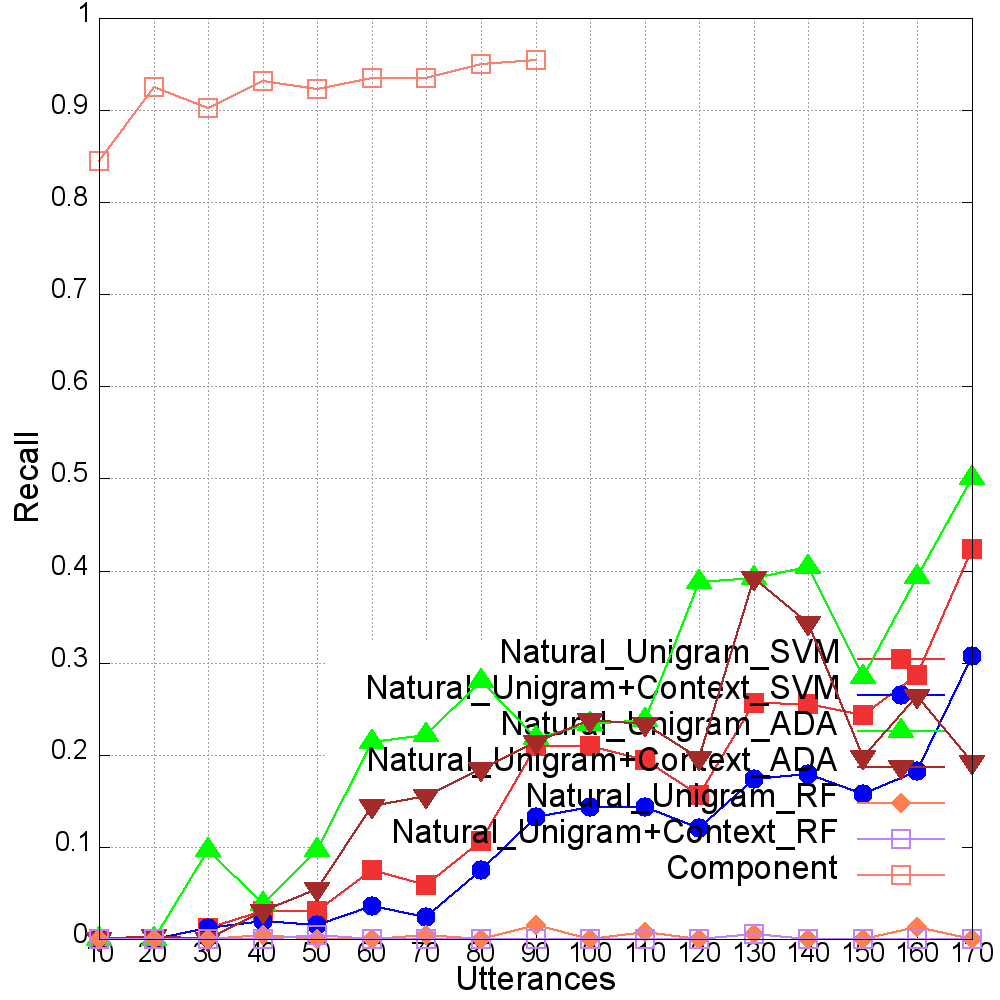 1
0.9
0.8
0.7
0.6
0.5
0.4
0.3
0.2
0.1
0
Recall
Natural_Unigram_SVM
Natural_Unigram+Context_SVM
Natural_Unigram_ADA
Natural_Unigram+Context_ADA
Natural_Unigram_RF
Natural_Unigram+Context_RF
Component
10 20 30 40 50 60 70 80 90 100 110 120 130 140 150 160 170
Utterances